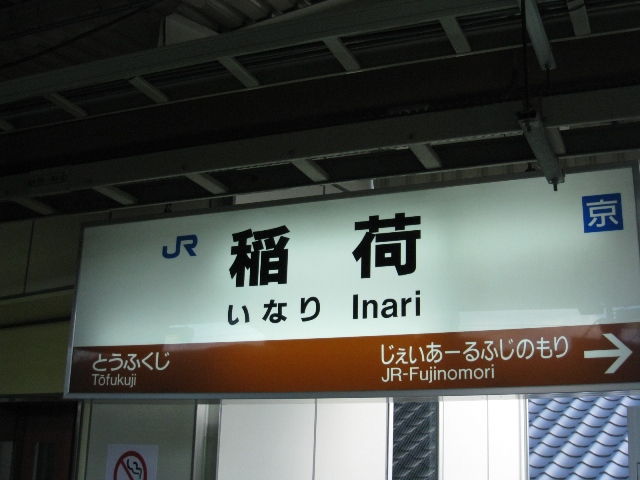 JR 稲荷 京
いなり Inari
とうふくじ じぇいあーるふじのもり →
Tōfukuji JR-Fujinomori